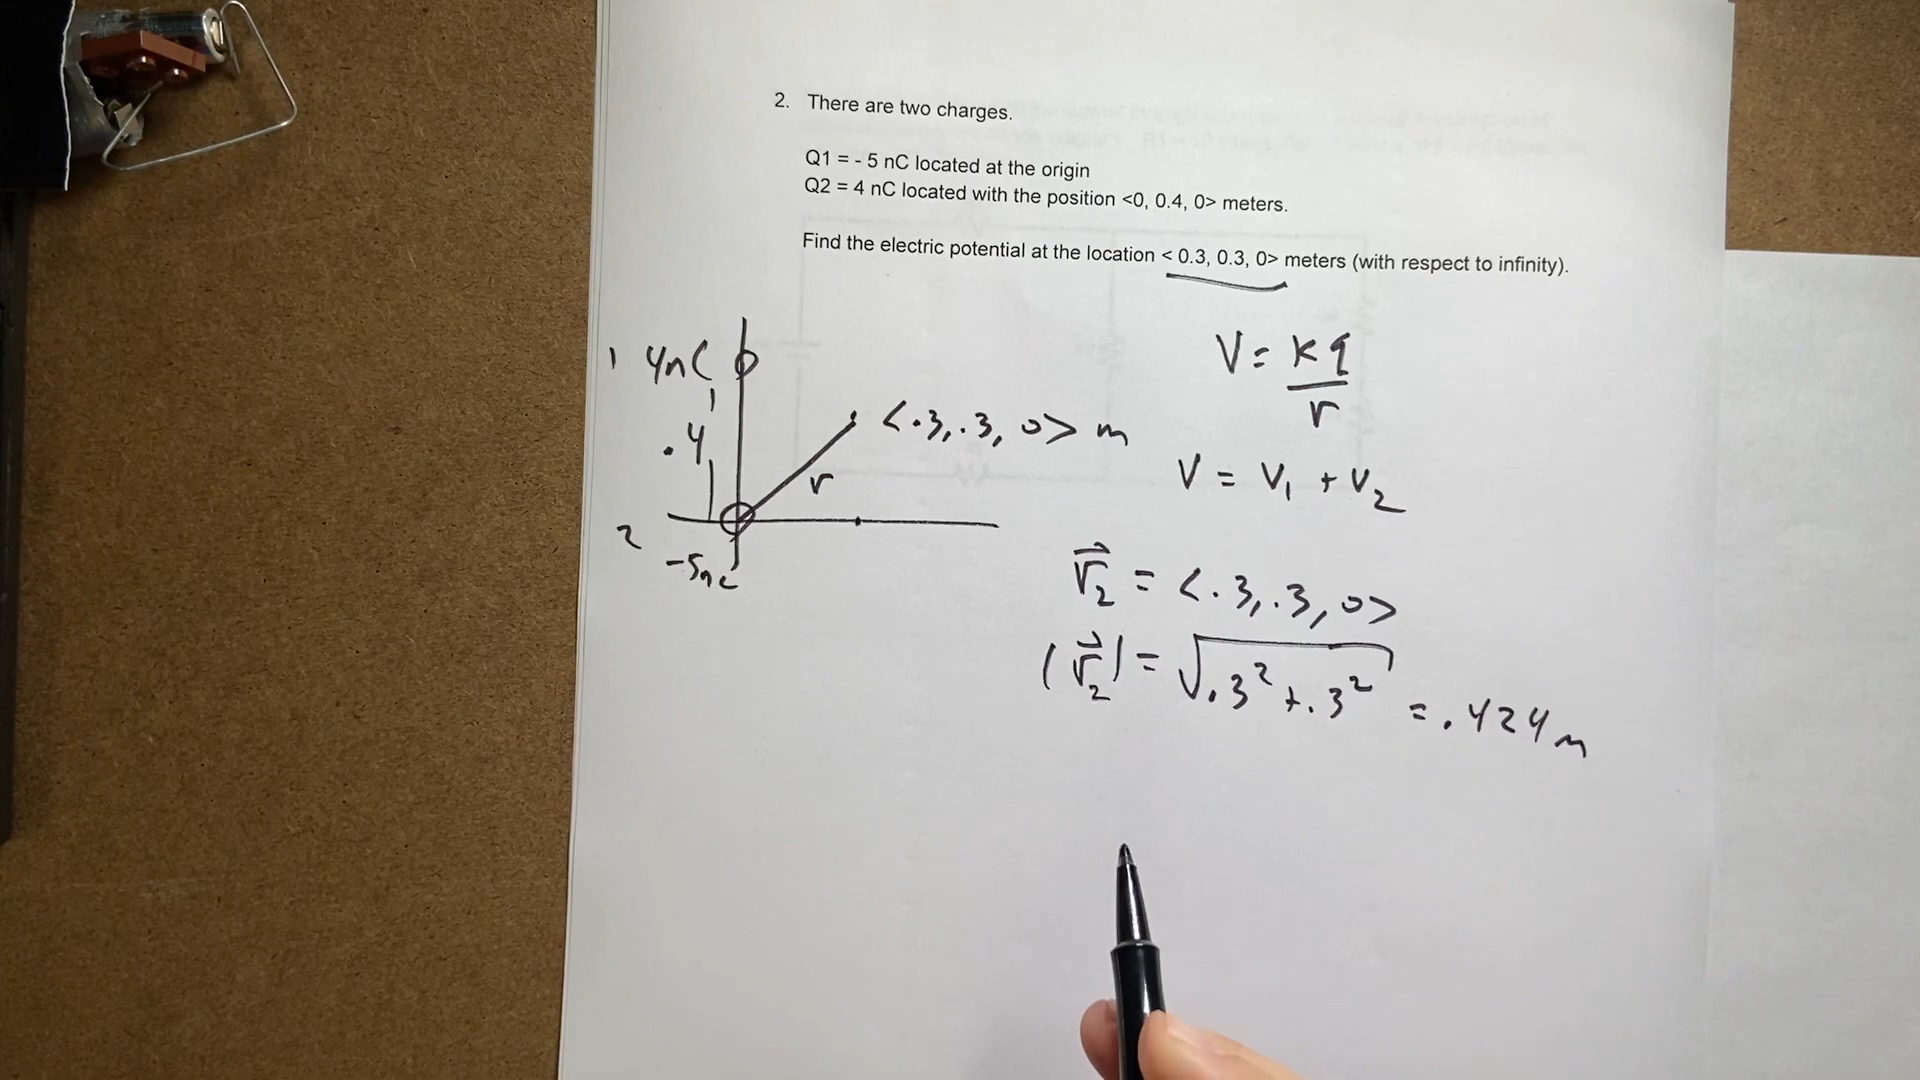 2. There are two charges.
Q1 = - 5 nC located at the origin
Q2 = 4 nC located with the position <0, 0.4, 0> meters.
Find the electric potential at the location < 0.3, 0.3, 0> meters (with respect to infinity).
1 4nC
.4
<.3,.3, 0> m
r
2
-5nc
V = kq
r
V = V1 + V2
r⃗2 = <.3,.3, 0>
|r⃗2| = √.3² + .3² = .424m